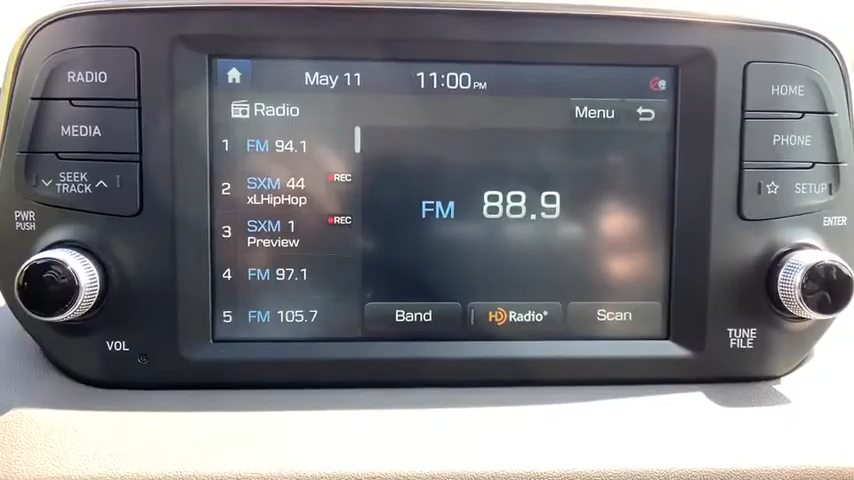 RADIO
MEDIA
SEEK
TRACK
PWR
PUSH
VOL
May 11 11:00 PM
Radio
Menu
1 FM 94.1
2 SXM 44 REC
xLHipHop
3 SXM 1 REC
Preview
4 FM 97.1
5 FM 105.7
FM 88.9
Band
HD Radio®
Scan
HOME
PHONE
SETUP
ENTER
TUNE
FILE